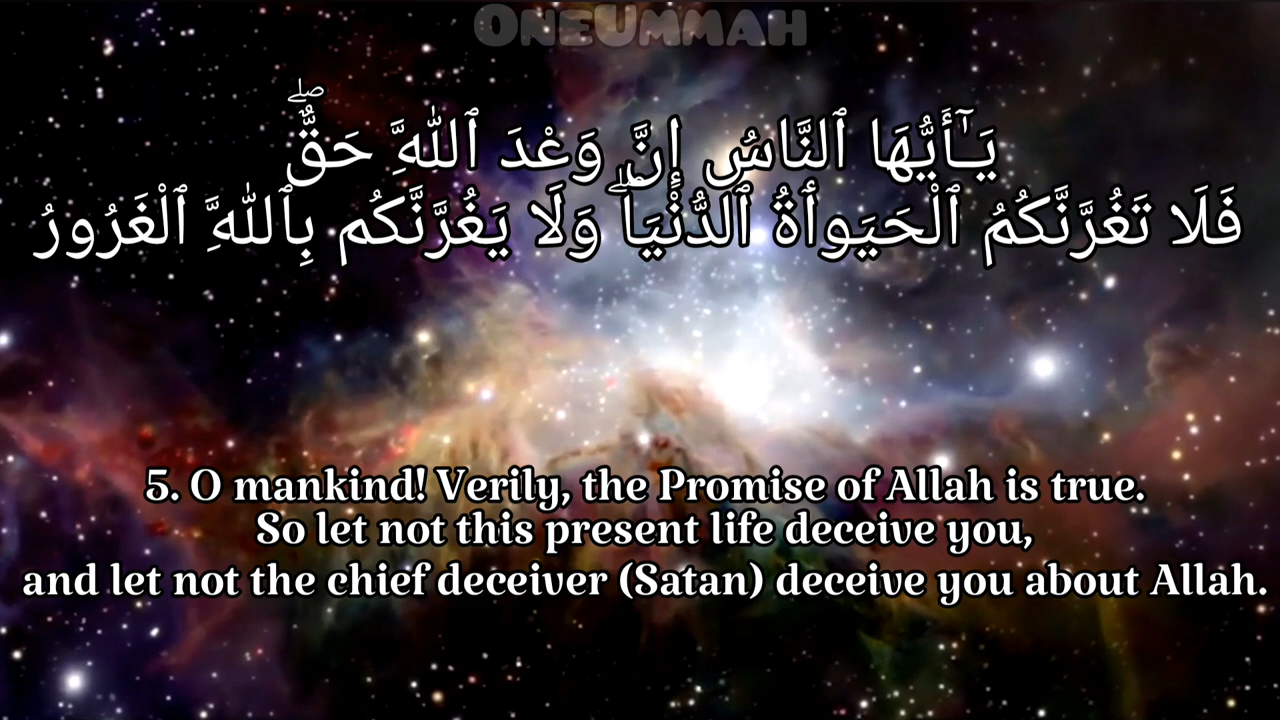 OneUmmah
يَـٰٓأَيُّهَا ٱلنَّاسُ إِنَّ وَعْدَ ٱللَّهِ حَقٌّۖ
فَلَا تَغُرَّنَّكُمُ ٱلْحَيَوٲةُ ٱلدُّنْيَاۖ وَلَا يَغُرَّنَّكُم بِٱللَّهِ ٱلْغَرُورُ
5. O mankind! Verily, the Promise of Allah is true.
So let not this present life deceive you,
and let not the chief deceiver (Satan) deceive you about Allah.